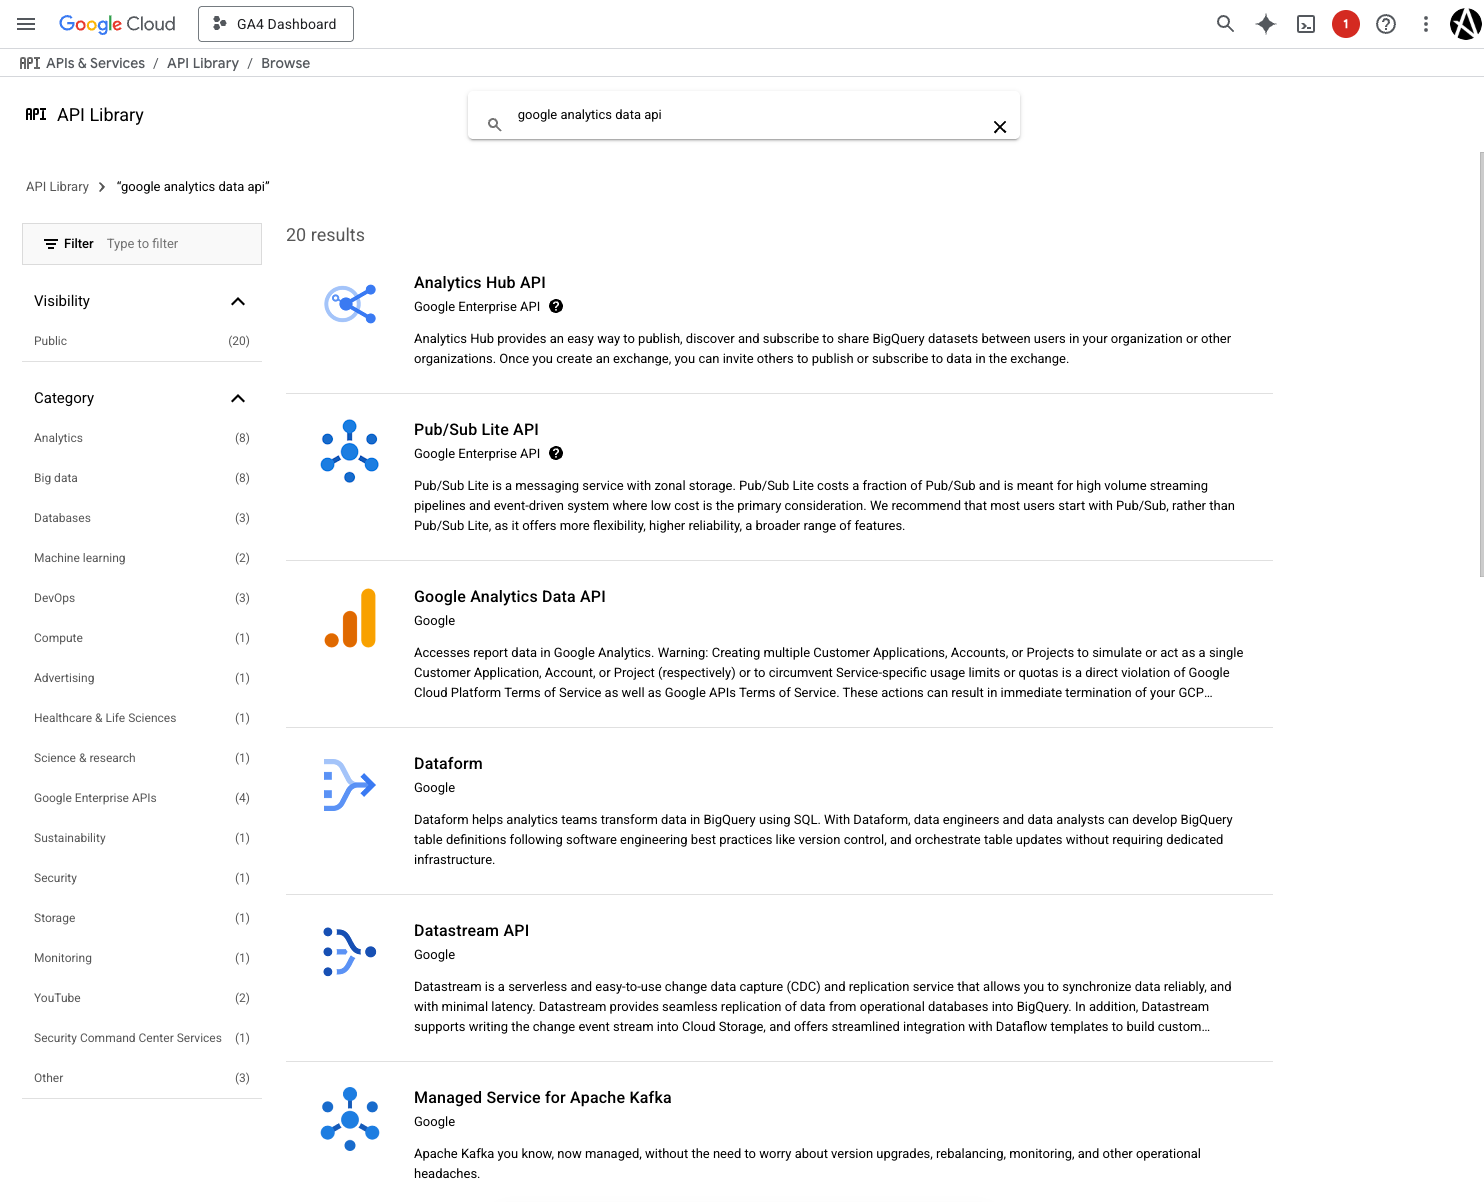 Google Cloud
GA4 Dashboard
1
API APIs & Services / API Library / Browse
API API Library
google analytics data api
API Library
“google analytics data api”
Filter Type to filter
Visibility
Public (20)
Category
Analytics (8)
Big data (8)
Databases (3)
Machine learning (2)
DevOps (3)
Compute (1)
Advertising (1)
Healthcare & Life Sciences (1)
Science & research (1)
Google Enterprise APIs (4)
Sustainability (1)
Security (1)
Storage (1)
Monitoring (1)
YouTube (2)
Security Command Center Services (1)
Other (3)
20 results
Analytics Hub API
Google Enterprise API
Analytics Hub provides an easy way to publish, discover and subscribe to share BigQuery datasets between users in your organization or other
organizations. Once you create an exchange, you can invite others to publish or subscribe to data in the exchange.
Pub/Sub Lite API
Google Enterprise API
Pub/Sub Lite is a messaging service with zonal storage. Pub/Sub Lite costs a fraction of Pub/Sub and is meant for high volume streaming
pipelines and event-driven system where low cost is the primary consideration. We recommend that most users start with Pub/Sub, rather than
Pub/Sub Lite, as it offers more flexibility, higher reliability, a broader range of features.
Google Analytics Data API
Google
Accesses report data in Google Analytics. Warning: Creating multiple Customer Applications, Accounts, or Projects to simulate or act as a single
Customer Application, Account, or Project (respectively) or to circumvent Service-specific usage limits or quotas is a direct violation of Google
Cloud Platform Terms of Service as well as Google APIs Terms of Service. These actions can result in immediate termination of your GCP…
Dataform
Google
Dataform helps analytics teams transform data in BigQuery using SQL. With Dataform, data engineers and data analysts can develop BigQuery
table definitions following software engineering best practices like version control, and orchestrate table updates without requiring dedicated
infrastructure.
Datastream API
Google
Datastream is a serverless and easy-to-use change data capture (CDC) and replication service that allows you to synchronize data reliably, and
with minimal latency. Datastream provides seamless replication of data from operational databases into BigQuery. In addition, Datastream
supports writing the change event stream into Cloud Storage, and offers streamlined integration with Dataflow templates to build custom…
Managed Service for Apache Kafka
Google
Apache Kafka you know, now managed, without the need to worry about version upgrades, rebalancing, monitoring, and other operational
headaches.